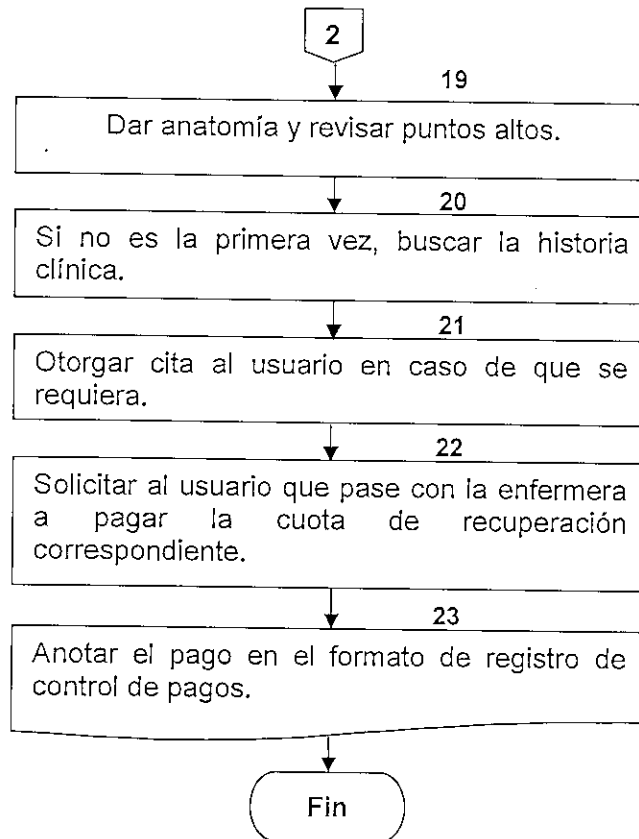 2
19
Dar anatomía y revisar puntos altos.
20
Si no es la primera vez, buscar la historia
clínica.
21
Otorgar cita al usuario en caso de que se
requiera.
22
Solicitar al usuario que pase con la enfermera
a pagar la cuota de recuperación
correspondiente.
23
Anotar el pago en el formato de registro de
control de pagos.
Fin